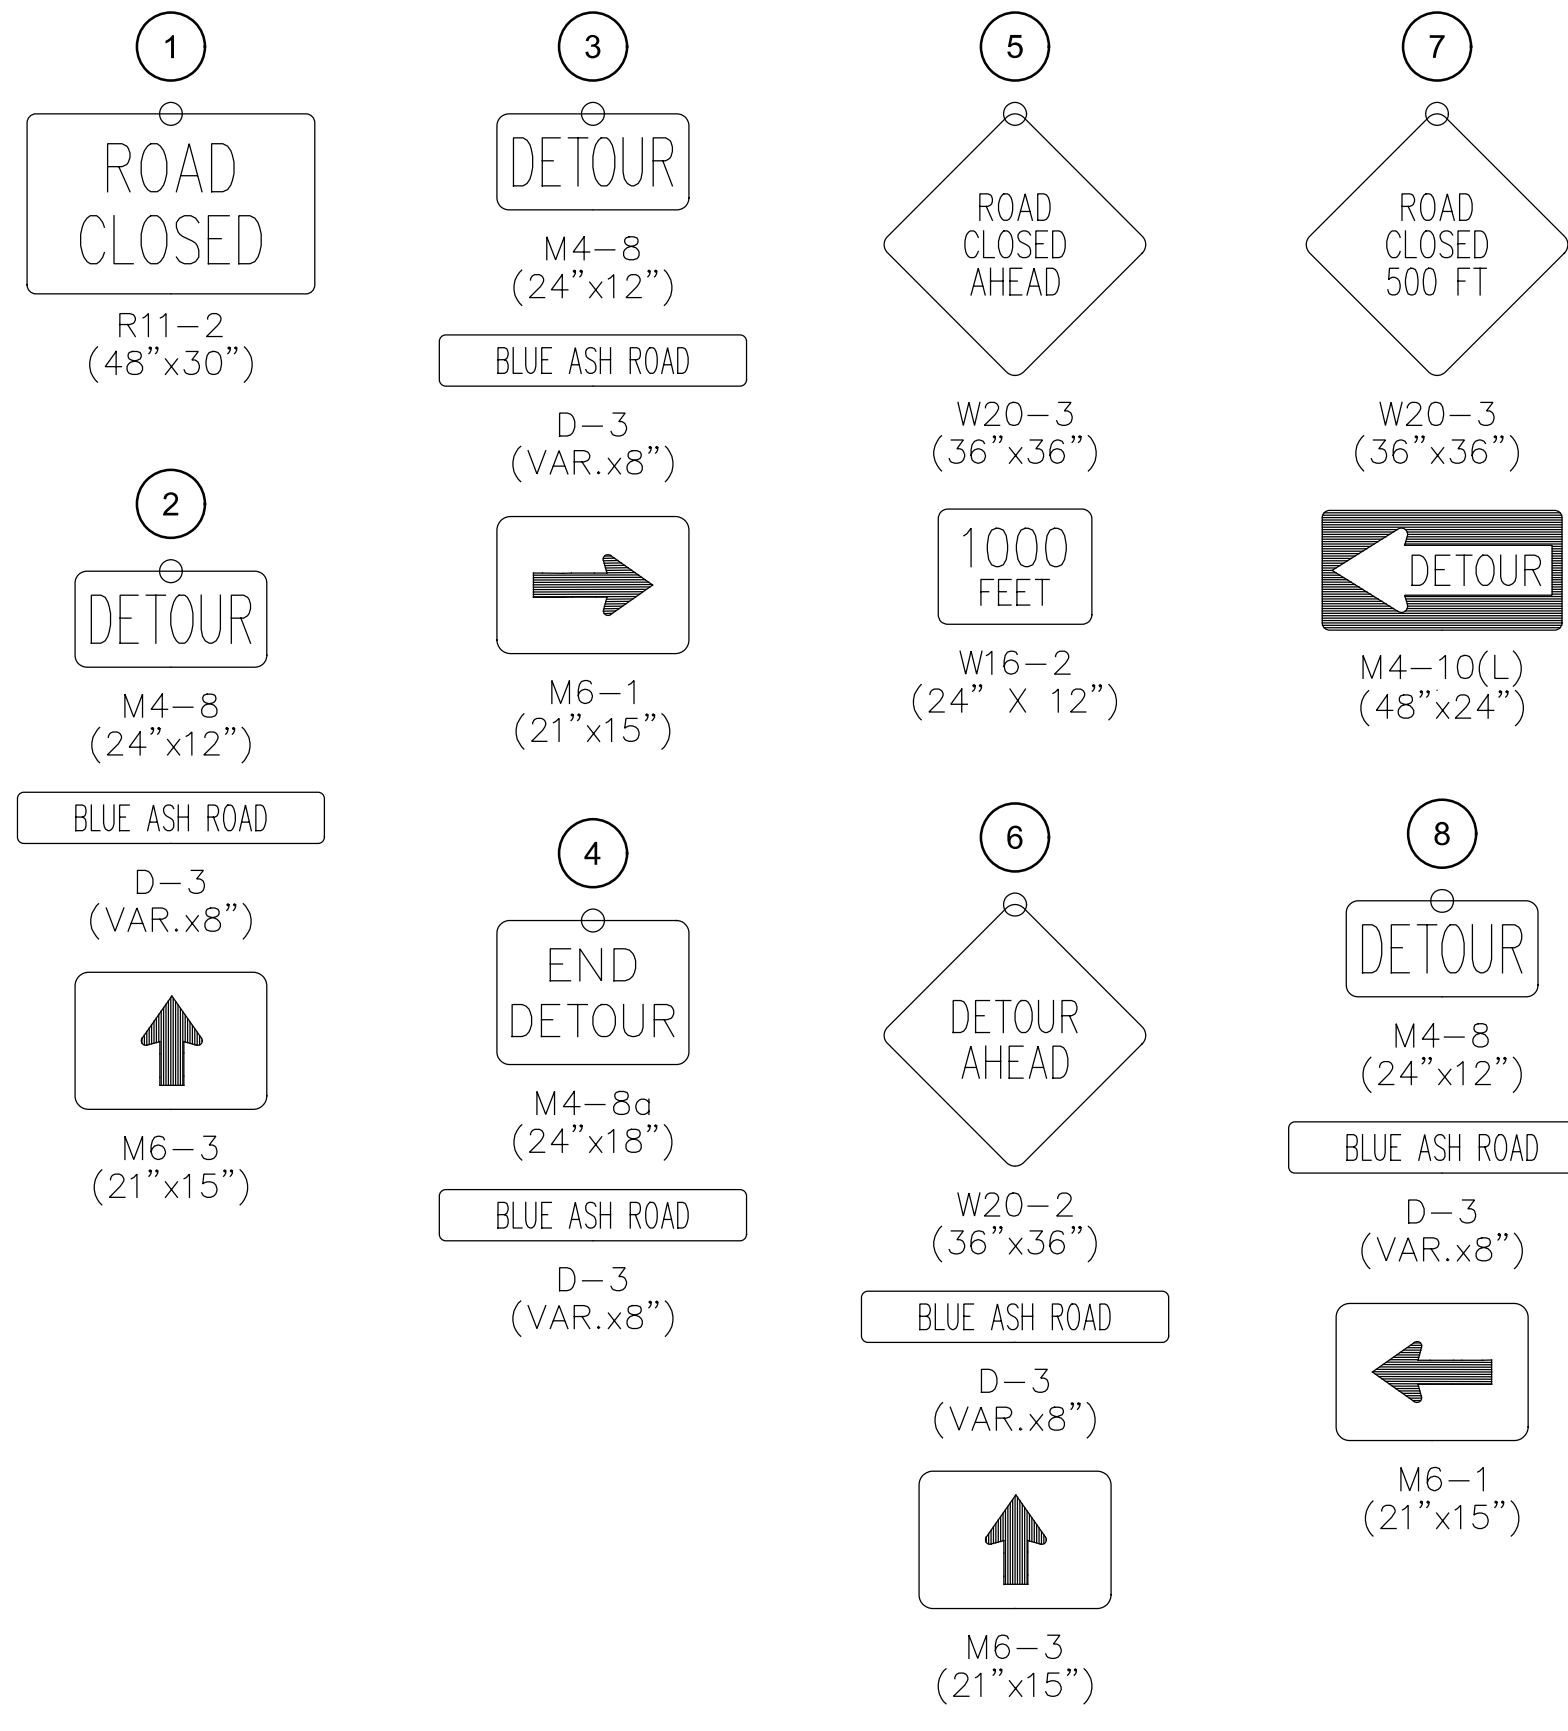 1
ROAD
CLOSED
R11-2
(48"x30")
2
DETOUR
M4-8
(24"x12")
BLUE ASH ROAD
D-3
(VAR.x8")
M6-3
(21"x15")
3
DETOUR
M4-8
(24"x12")
BLUE ASH ROAD
D-3
(VAR.x8")
M6-1
(21"x15")
4
END
DETOUR
M4-8a
(24"x18")
BLUE ASH ROAD
D-3
(VAR.x8")
5
ROAD
CLOSED
AHEAD
W20-3
(36"x36")
1000
FEET
W16-2
(24" X 12")
6
DETOUR
AHEAD
W20-2
(36"x36")
BLUE ASH ROAD
D-3
(VAR.x8")
M6-3
(21"x15")
7
ROAD
CLOSED
500 FT
W20-3
(36"x36")
DETOUR
M4-10(L)
(48"x24")
8
DETOUR
M4-8
(24"x12")
BLUE ASH ROAD
D-3
(VAR.x8")
M6-1
(21"x15")